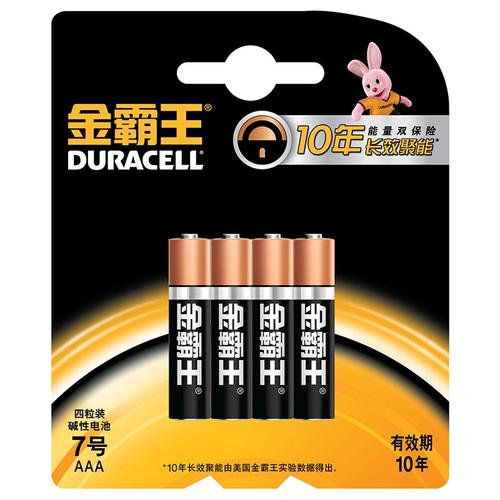 金霸王®
DURACELL®
10年 能量双保险
长效聚能*
金霸王®
金霸王®
金霸王®
金霸王®
四粒装
碱性电池
7号
AAA
有效期
10年
*10年长效聚能由美国金霸王实验数据得出。